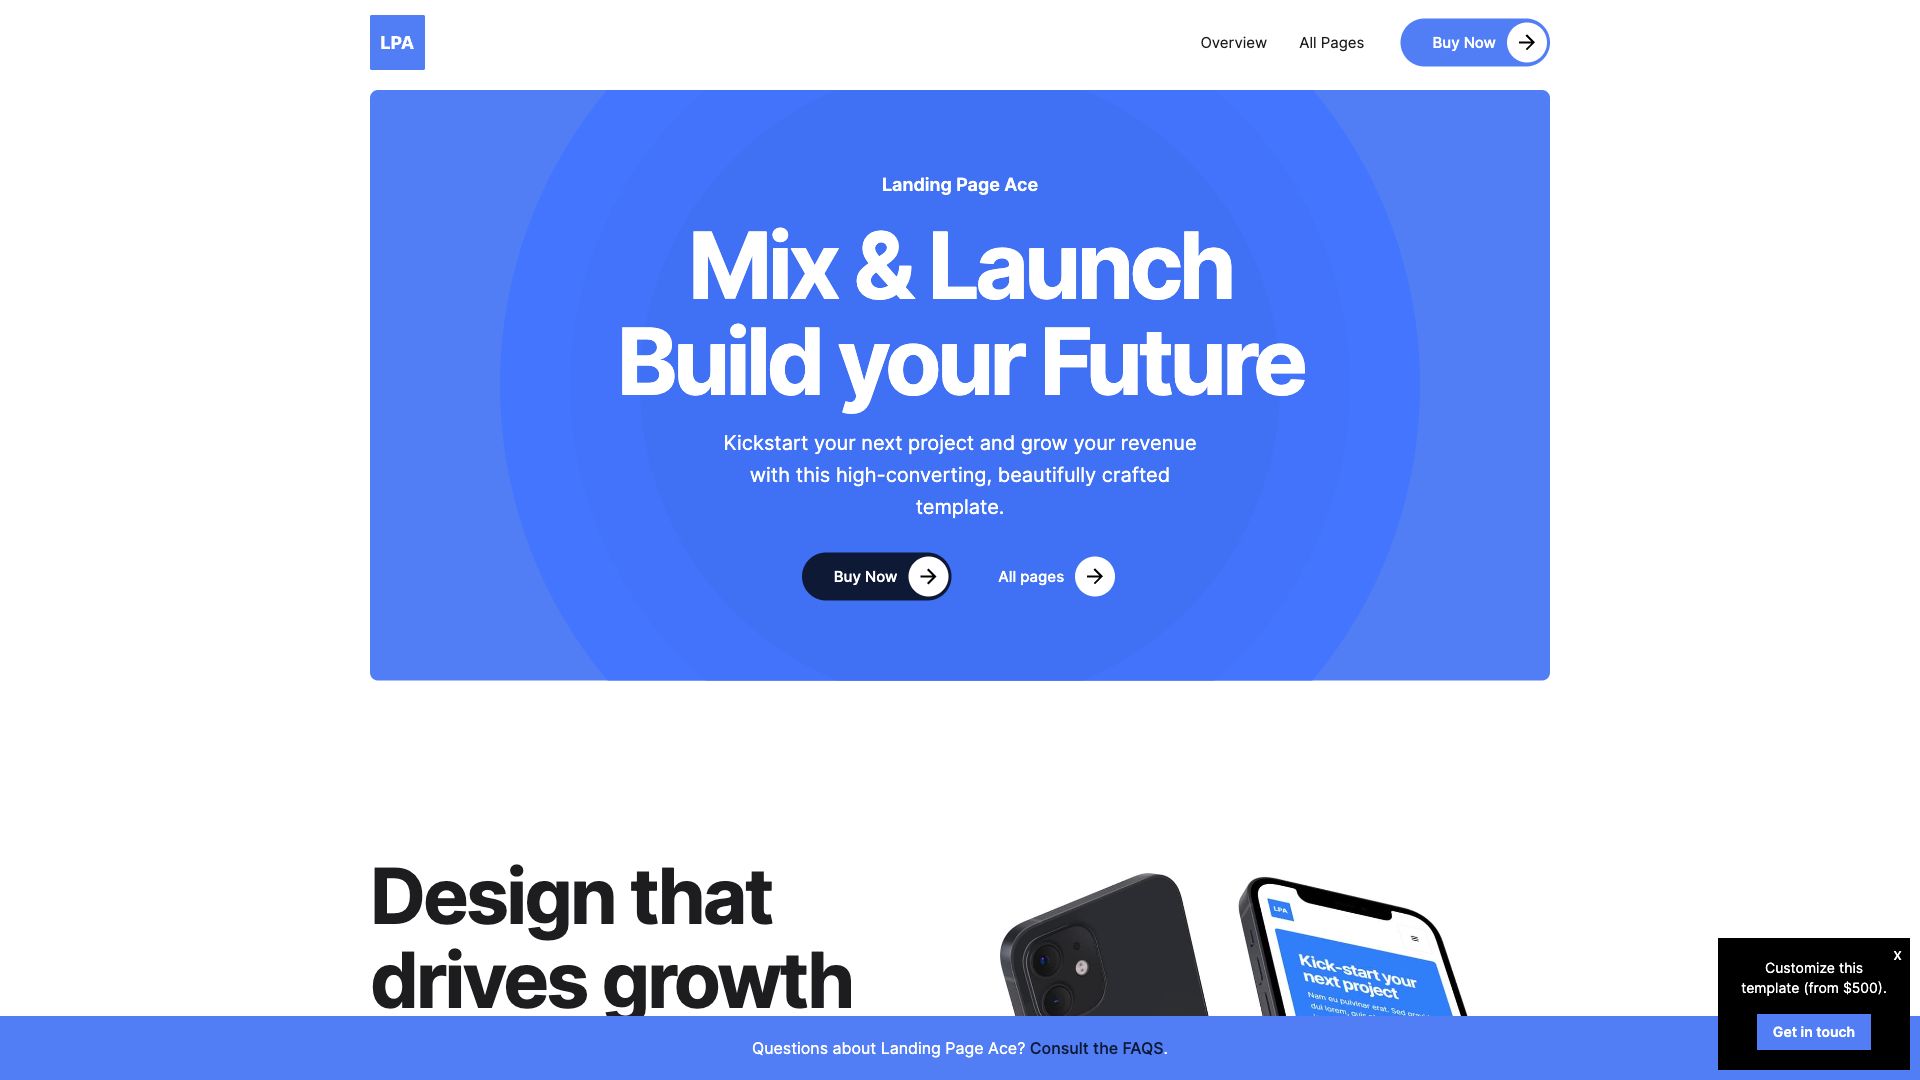 LPA
Overview
All Pages
Buy Now
Landing Page Ace
Mix & Launch
Build your Future
Kickstart your next project and grow your revenue
with this high-converting, beautifully crafted
template.
Buy Now
All pages
Design that
drives growth
LPA
Kick-start your
next project
Nam eu pulvinar erat. Sed
dui lorem, quis
X
Customize this
template (from $500).
Get in touch
Questions about Landing Page Ace? Consult the FAQS.